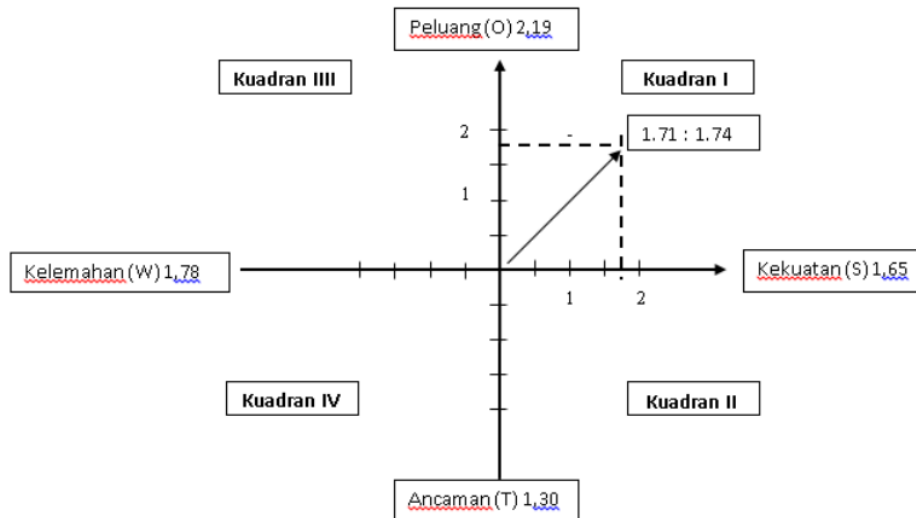 Peluang (O) 2,19
Kuadran IIII
Kuadran I
1.71 : 1.74
2
1
Kelemahan (W) 1,78
Kekuatan (S) 1,65
1
2
Kuadran IV
Kuadran II
Ancaman (T) 1,30